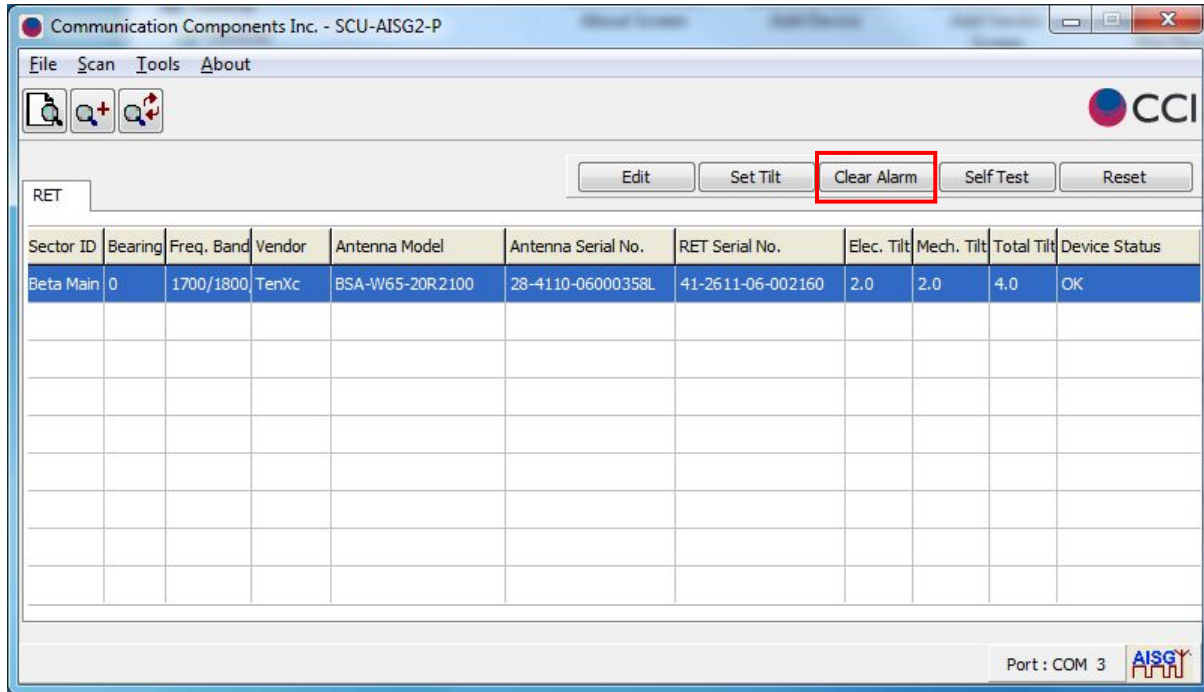 Communication Components Inc. - SCU-AISG2-P
File Scan Tools About
CCI
Edit Set Tilt Clear Alarm Self Test Reset
RET
Sector ID Bearing Freq. Band Vendor Antenna Model Antenna Serial No. RET Serial No. Elec. Tilt Mech. Tilt Total Tilt Device Status
Beta Main 0 1700/1800, TenXc BSA-W65-20R2100 28-4110-06000358L 41-2611-06-002160 2.0 2.0 4.0 OK
Port : COM 3 AISG